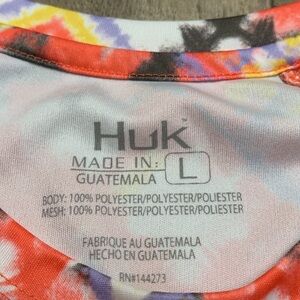 Huk
MADE IN: L
GUATEMALA
BODY: 100% POLYESTER/POLYESTER/POLIESTER
MESH: 100% POLYESTER/POLYESTER/POLIESTER
FABRIQUE AU GUATEMALA
HECHO EN GUATEMALA
RN#144273